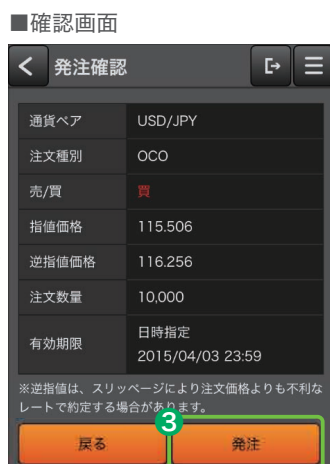 ■確認画面
発注確認
通貨ペア USD/JPY
注文種別 OCO
売/買 買
指値価格 115.506
逆指値価格 116.256
注文数量 10,000
有効期限 日時指定
2015/04/03 23:59
※逆指値は、スリッページにより注文価格よりも不利な
レートで約定する場合があります。
3
戻る 発注